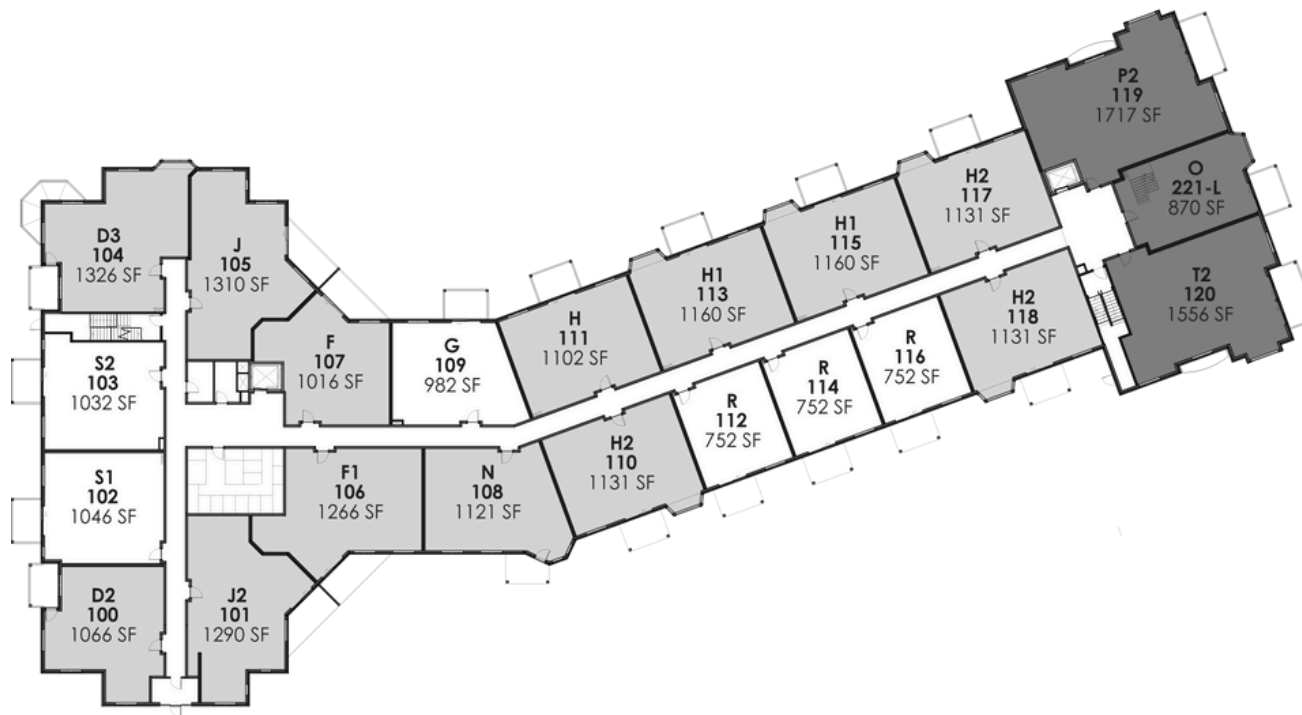 P2
119
1717 SF
O
221-L
870 SF
T2
120
1556 SF
H2
117
1131 SF
H1
115
1160 SF
H1
113
1160 SF
H
111
1102 SF
G
109
982 SF
F
107
1016 SF
J
105
1310 SF
D3
104
1326 SF
S2
103
1032 SF
S1
102
1046 SF
D2
100
1066 SF
J2
101
1290 SF
F1
106
1266 SF
N
108
1121 SF
H2
110
1131 SF
R
112
752 SF
R
114
752 SF
R
116
752 SF
H2
118
1131 SF